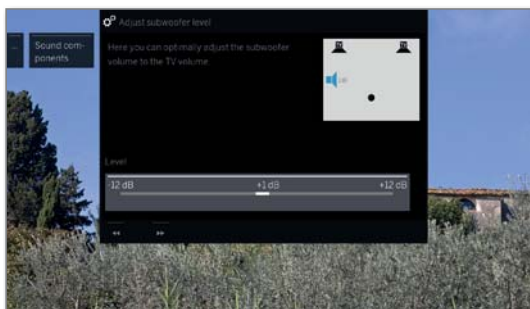 Adjust subwoofer level
...
Sound com-
ponents
Here you can optimally adjust the subwoofer
volume to the TV volume.
Level
-12 dB +1 dB +12 dB